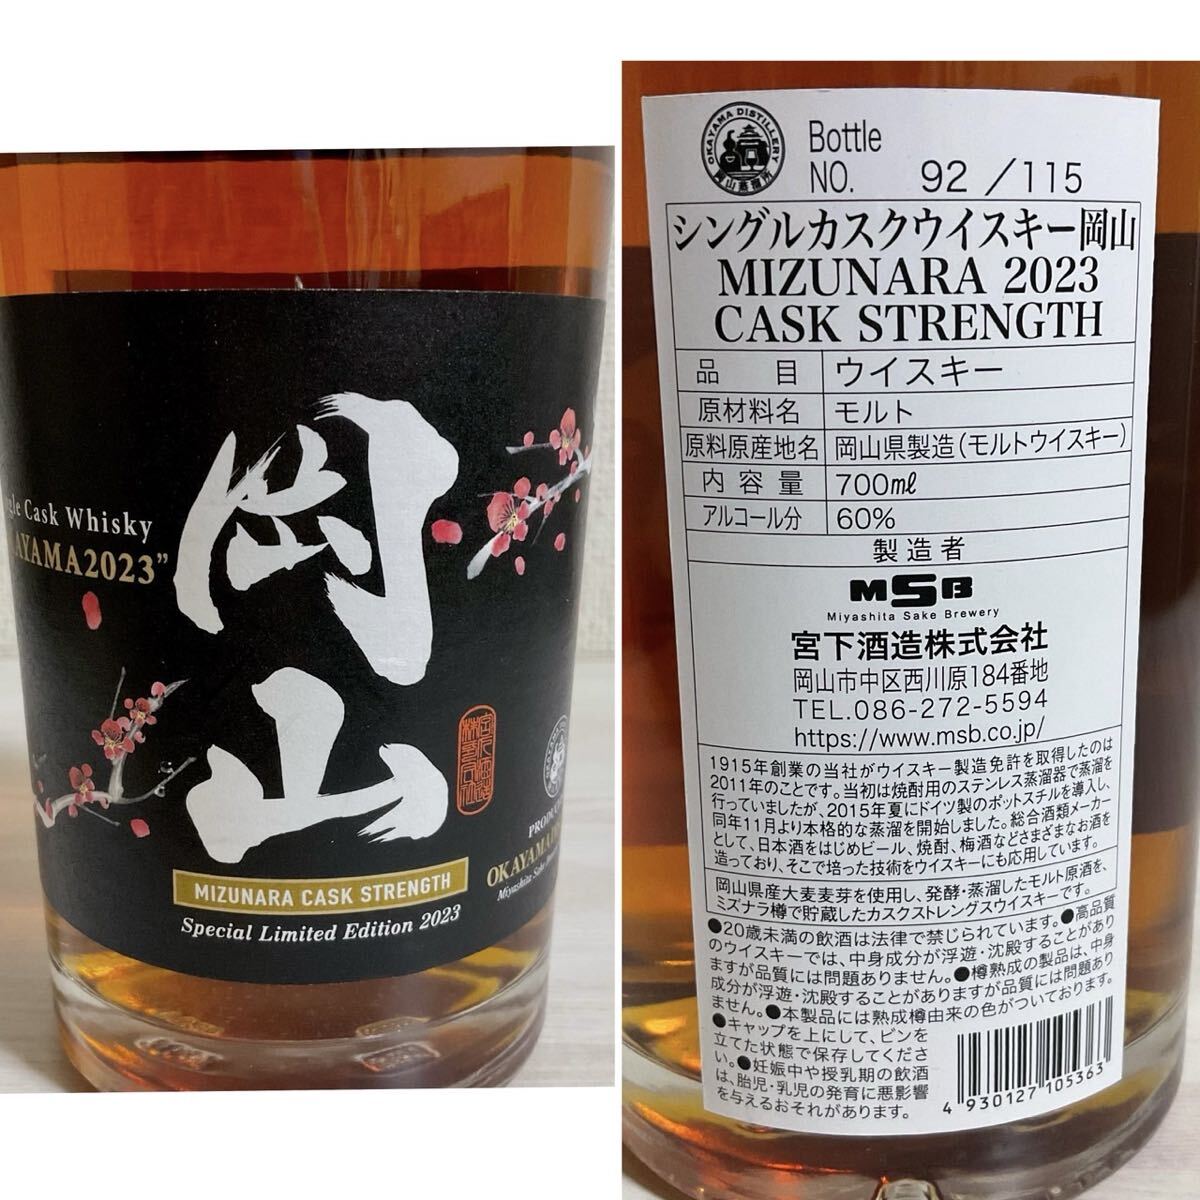 岡山
Cask Whisky
AYAMA2023”
MIZUNARA CASK STRENGTH
Special Limited Edition 2023
OKAYAMA DISTILLERY
岡山蒸留所
Bottle
NO. 92 /115
シングルカスクウイスキー岡山
MIZUNARA 2023
CASK STRENGTH
品目 ウイスキー
原材料名 モルト
原料原産地名 岡山県製造(モルトウイスキー)
内容量 700㎖
アルコール分 60%
製造者
MSB
Miyashita Sake Brewery
宮下酒造株式会社
岡山市中区西川原184番地
TEL.086-272-5594
https://www.msb.co.jp/
1915年創業の当社がウイスキー製造免許を取得したのは
2011年のことです。当初は焼酎用のステンレス蒸溜器で蒸溜を
行っていましたが、2015年夏にドイツ製のポットスチルを導入し、
同年11月より本格的な蒸溜を開始しました。総合酒類メーカー
として、日本酒をはじめビール、焼酎、梅酒などさまざまなお酒を
造っており、そこで培った技術をウイスキーにも応用しています。
岡山県産大麦麦芽を使用し、発酵・蒸溜したモルト原酒を、
ミズナラ樽で貯蔵したカスクストレングスウイスキーです。
●20歳未満の飲酒は法律で禁じられています。●高品質
のウイスキーでは、中身成分が浮遊・沈殿することがあり
ますが品質には問題ありません。●樽熟成の製品は、中身
成分が浮遊・沈殿することがありますが品質には問題あり
ません。●本製品には熟成樽由来の色がついております。
●キャップを上にして、ビンを
立てた状態で保存してくださ
い。●妊娠中や授乳期の飲酒
は、胎児・乳児の発育に悪影響
を与えるおそれがあります。
4 930127 105363